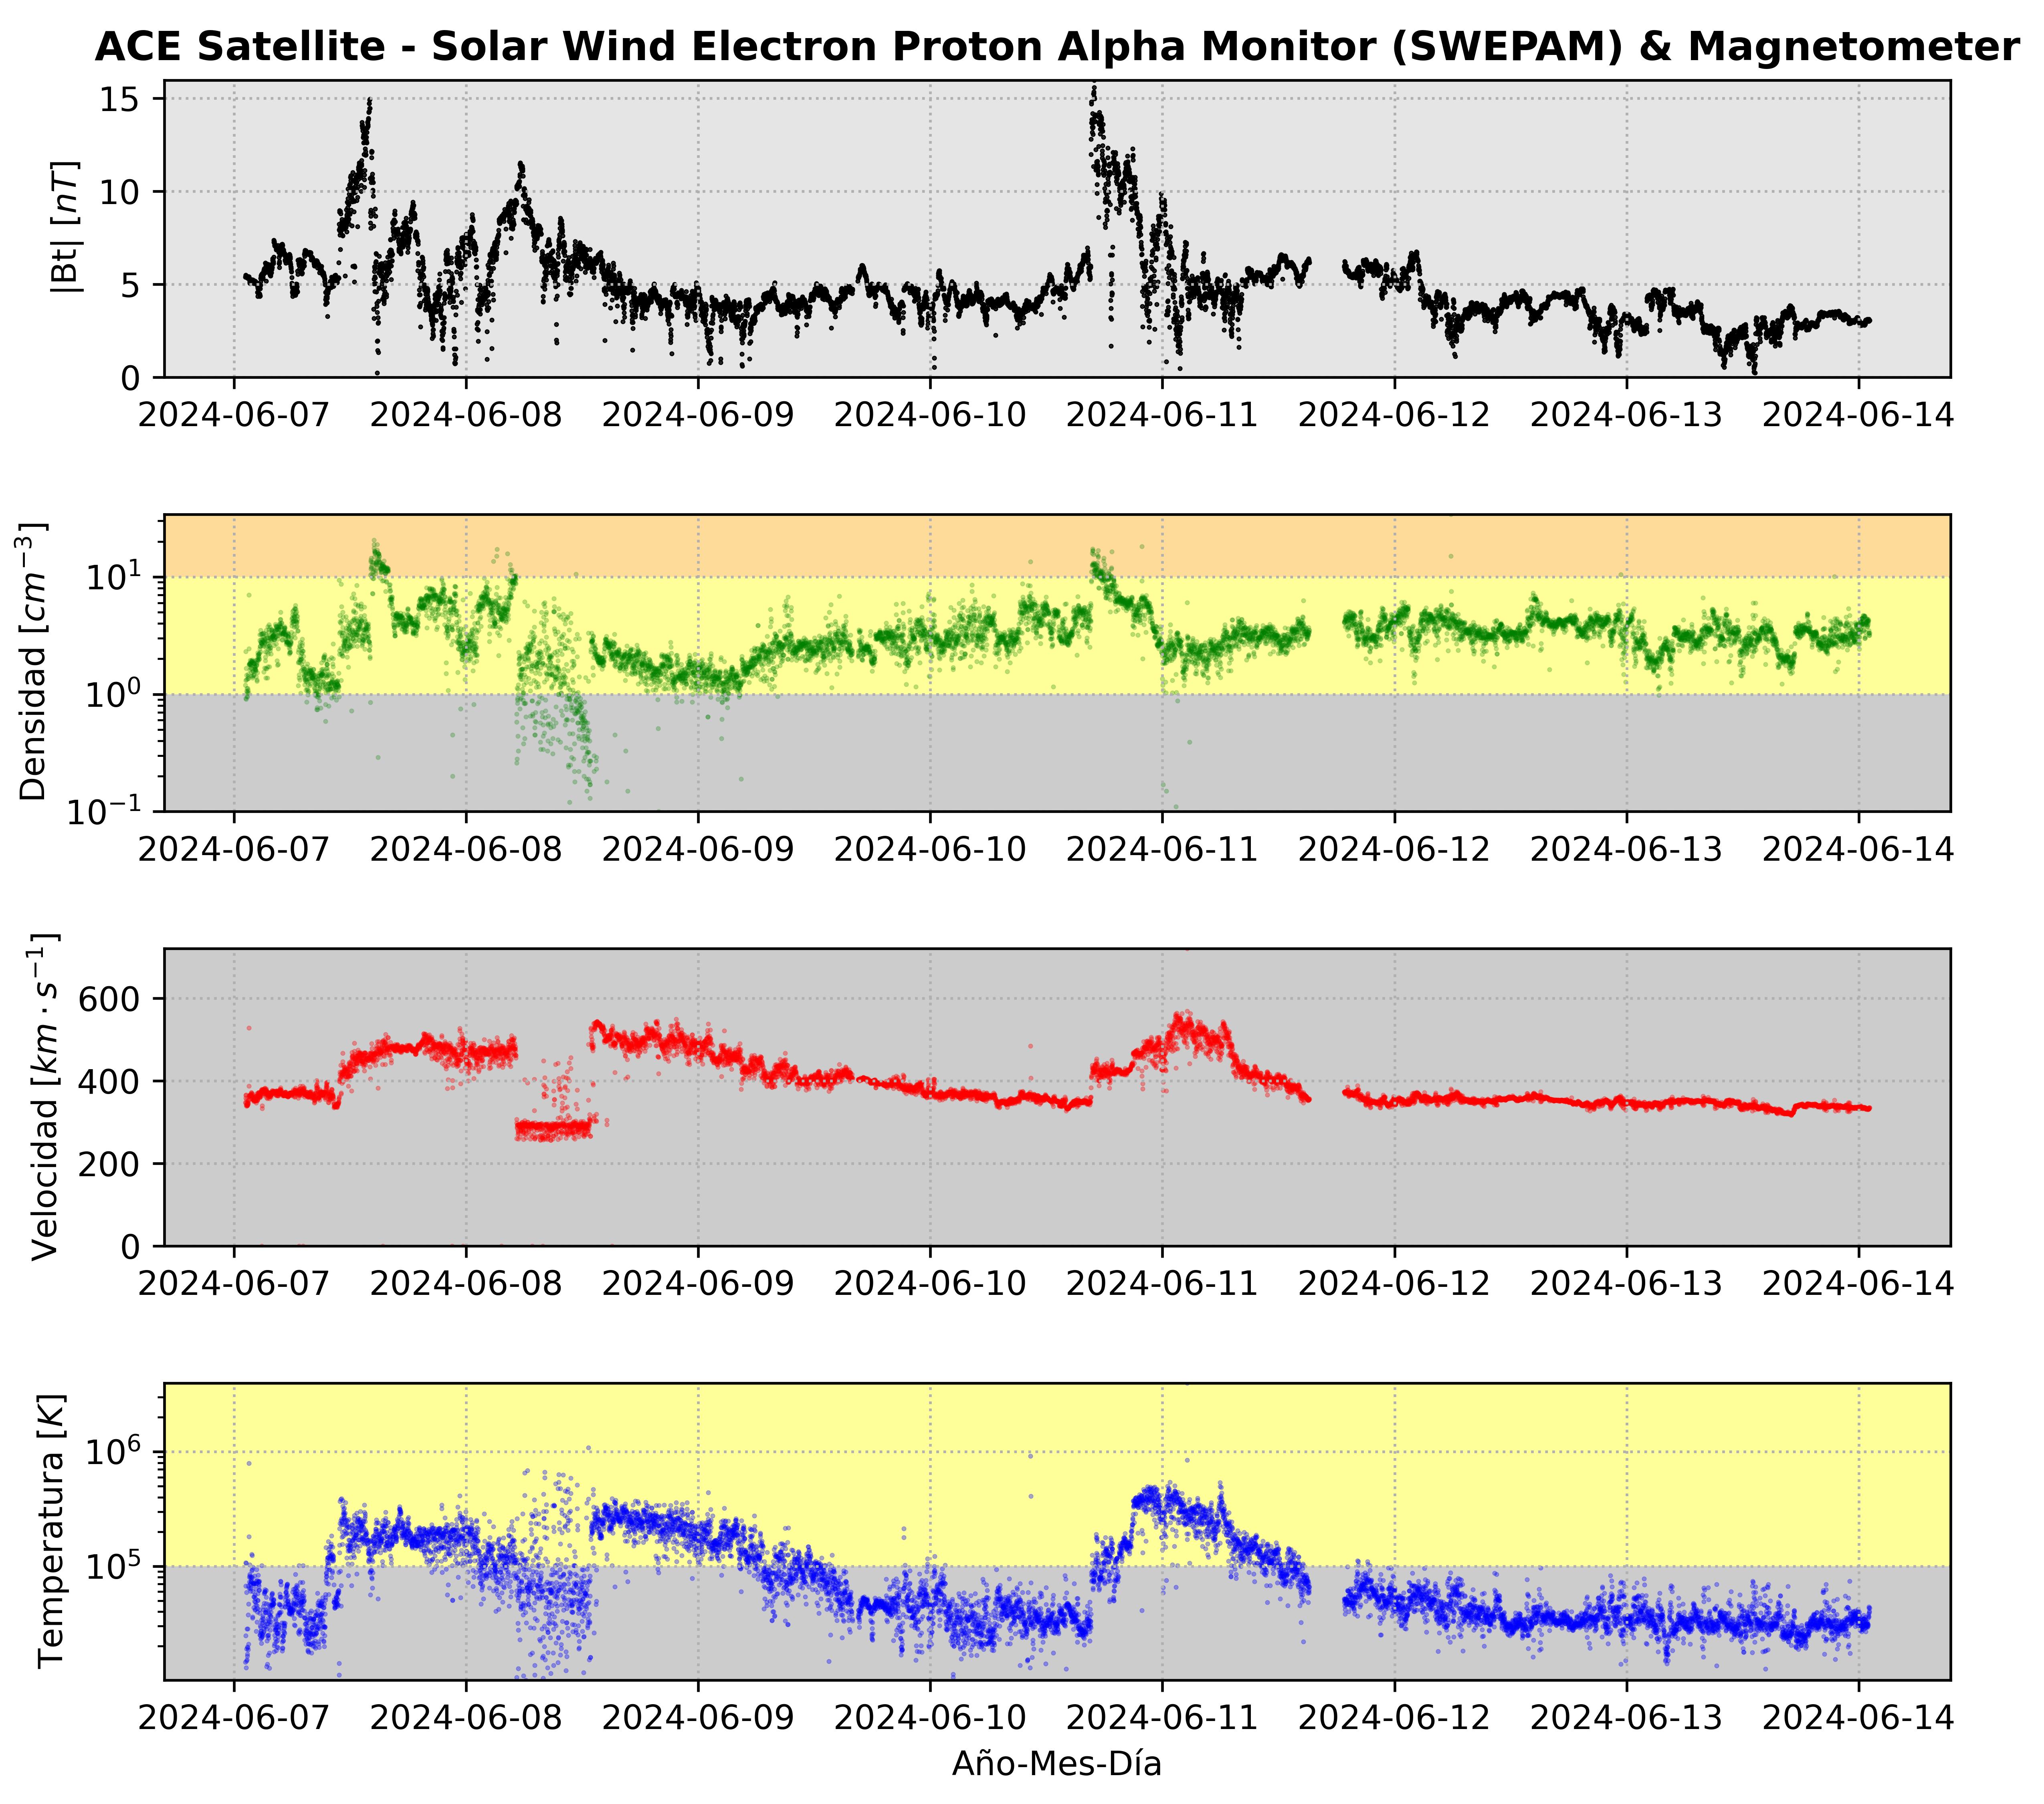 ACE Satellite - Solar Wind Electron Proton Alpha Monitor (SWEPAM) & Magnetometer
|Bt| [nT]
15
10
5
0
2024-06-07 2024-06-08 2024-06-09 2024-06-10 2024-06-11 2024-06-12 2024-06-13 2024-06-14
Densidad [cm⁻³]
10¹
10⁰
10⁻¹
2024-06-07 2024-06-08 2024-06-09 2024-06-10 2024-06-11 2024-06-12 2024-06-13 2024-06-14
Velocidad [km · s⁻¹]
600
400
200
0
2024-06-07 2024-06-08 2024-06-09 2024-06-10 2024-06-11 2024-06-12 2024-06-13 2024-06-14
Temperatura [K]
10⁶
10⁵
2024-06-07 2024-06-08 2024-06-09 2024-06-10 2024-06-11 2024-06-12 2024-06-13 2024-06-14
Año-Mes-Día